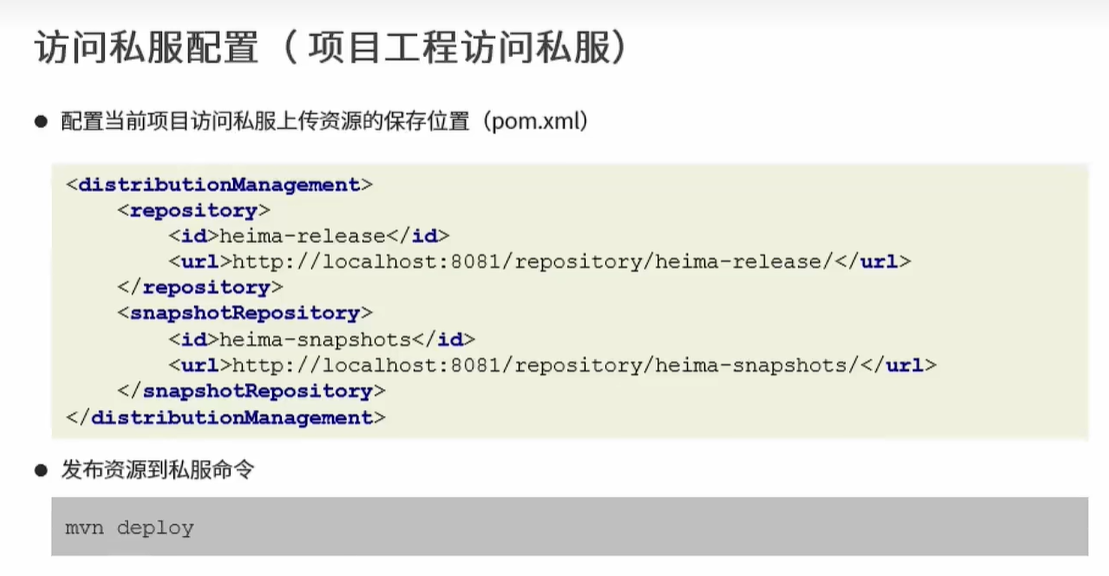 访问私服配置（ 项目工程访问私服）
● 配置当前项目访问私服上传资源的保存位置（pom.xml）
<distributionManagement>
    <repository>
        <id>heima-release</id>
        <url>http://localhost:8081/repository/heima-release/</url>
    </repository>
    <snapshotRepository>
        <id>heima-snapshots</id>
        <url>http://localhost:8081/repository/heima-snapshots/</url>
    </snapshotRepository>
</distributionManagement>
● 发布资源到私服命令
mvn deploy